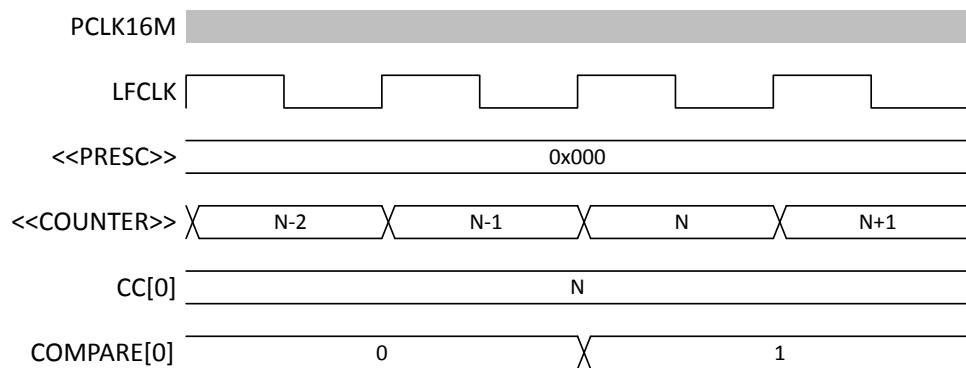 PCLK16M
LFCLK
<<PRESC>> 0x000
<<COUNTER>> N-2 N-1 N N+1
CC[0] N
COMPARE[0] 0 1